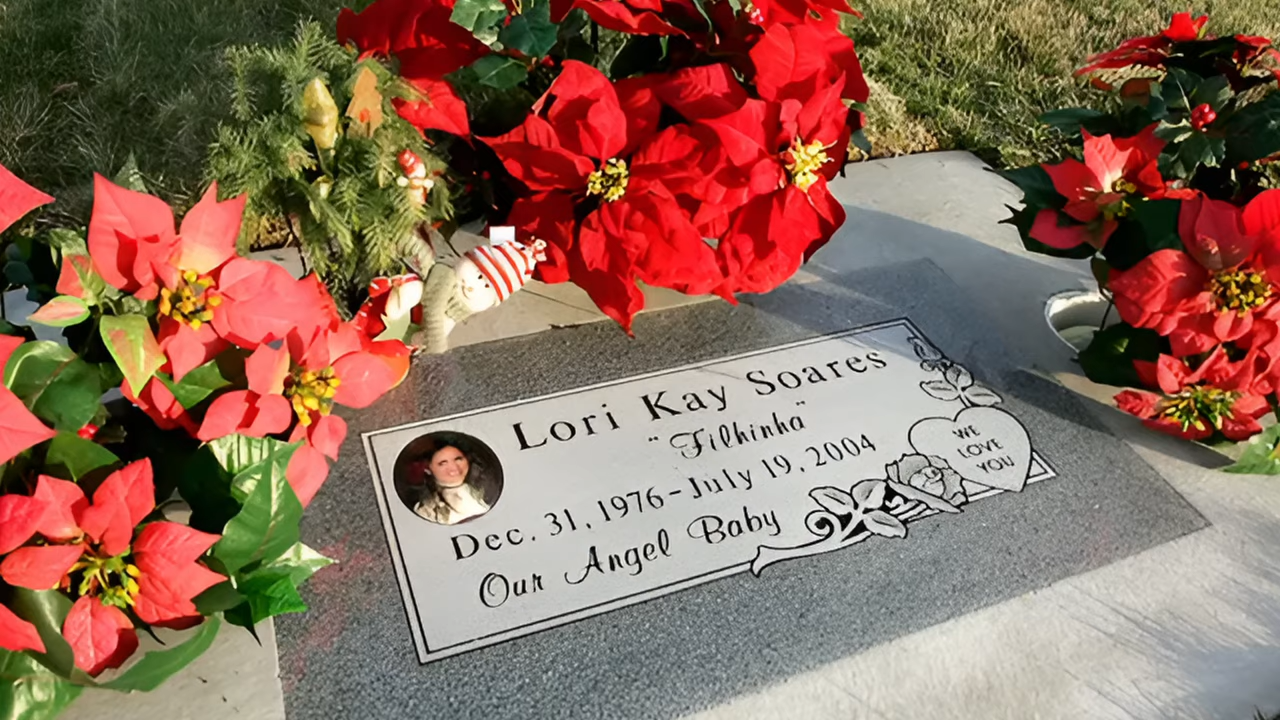 Lori Kay Soares
"Filhinha"
Dec. 31, 1976 - July 19, 2004
Our Angel Baby
WE
LOVE
YOU